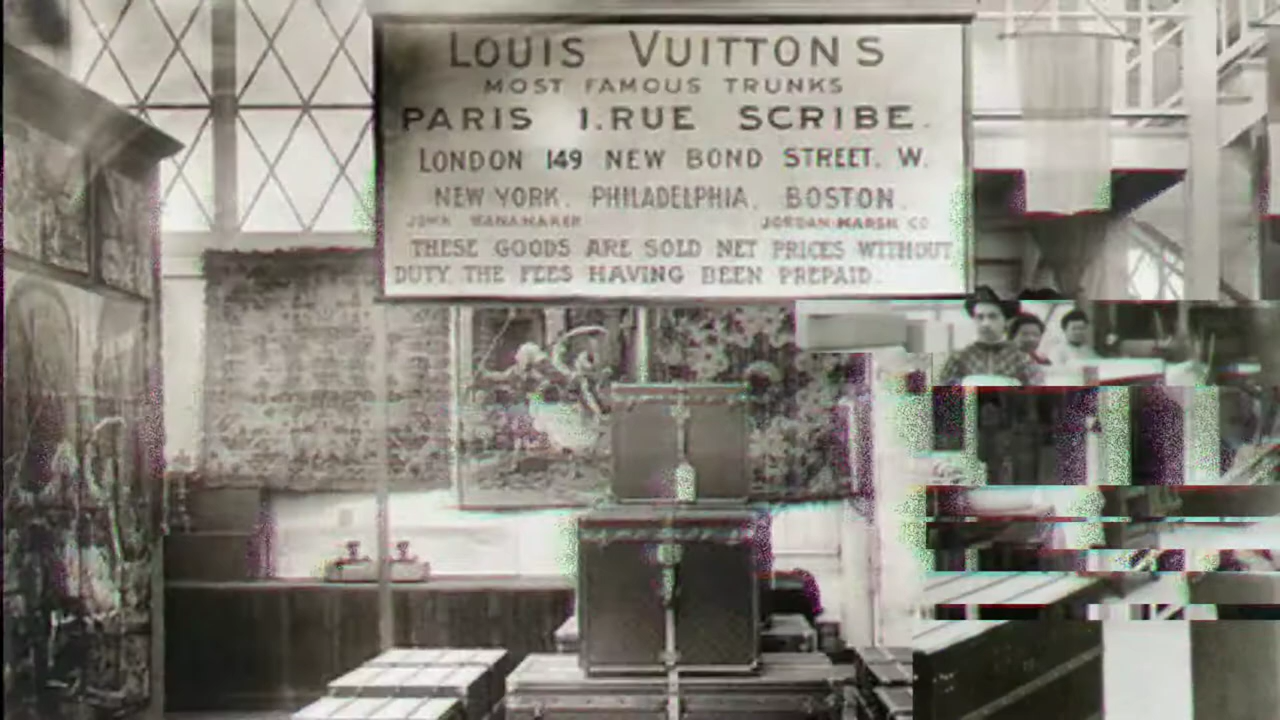 LOUIS VUITTONS
MOST FAMOUS TRUNKS
PARIS 1.RUE SCRIBE.
LONDON 149 NEW BOND STREET. W.
NEW YORK. PHILADELPHIA. BOSTON.
JOHN WANAMAKER JORDAN MARSH CO
THESE GOODS ARE SOLD NET PRICES WITHOUT
DUTY THE FEES HAVING BEEN PREPAID.